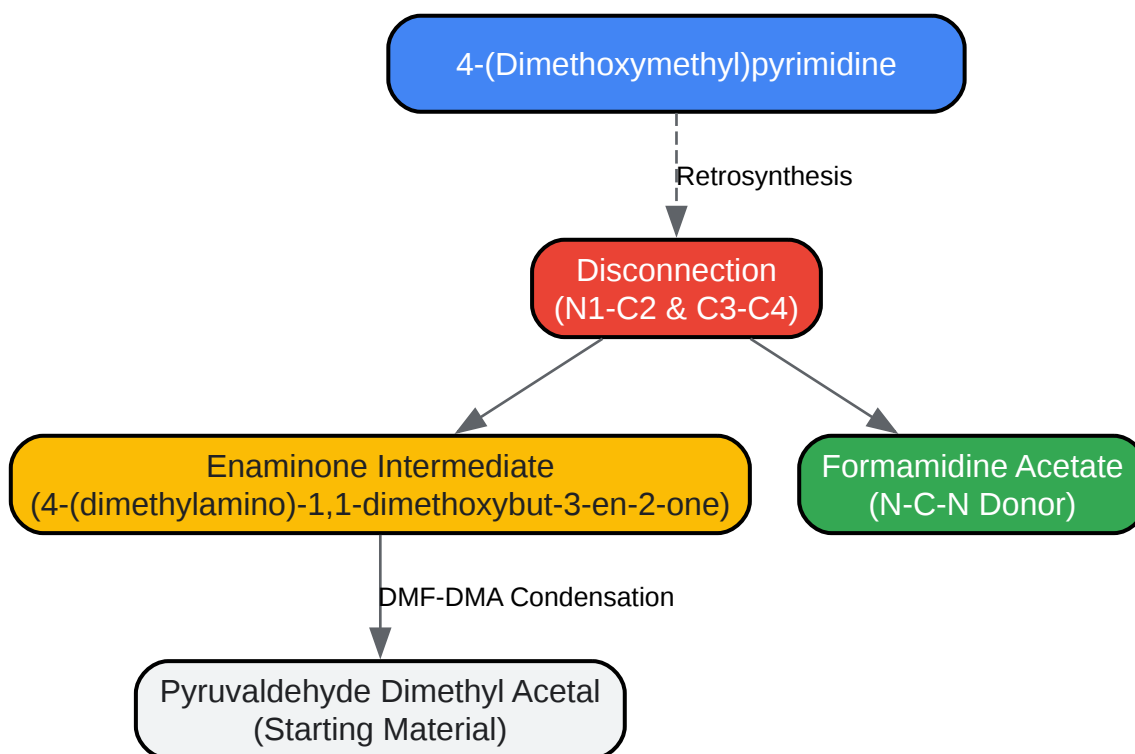 4-(Dimethoxymethyl)pyrimidine
Retrosynthesis
Disconnection
(N1-C2 & C3-C4)
Enaminone Intermediate
(4-(dimethylamino)-1,1-dimethoxybut-3-en-2-one)
Formamidine Acetate
(N-C-N Donor)
DMF-DMA Condensation
Pyruvaldehyde Dimethyl Acetal
(Starting Material)